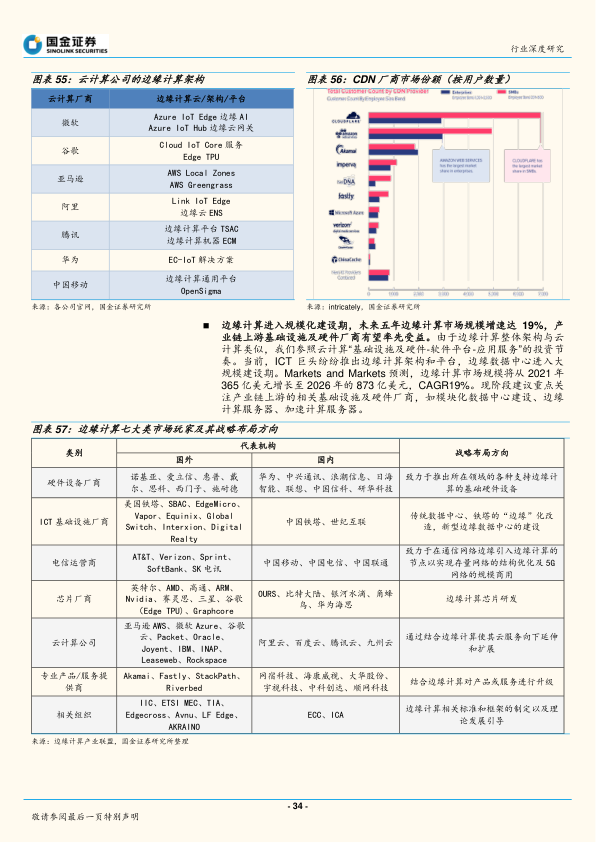 国金证券
SINOLINK SECURITIES
行业深度研究
图表 55：云计算公司的边缘计算架构
云计算厂商 边缘计算云/架构/平台
微软 Azure IoT Edge 边缘 AI
Azure IoT Hub 边缘云网关
谷歌 Cloud IoT Core 服务
Edge TPU
亚马逊 AWS Local Zones
AWS Greengrass
阿里 Link IoT Edge
边缘云 ENS
腾讯 边缘计算平台 TSAC
边缘计算机器 ECM
华为 EC-IoT 解决方案
中国移动 边缘计算通用平台
OpenSigma
来源：各公司官网，国金证券研究所
图表 56：CDN 厂商市场份额（按用户数量）
Total Customer Count by CDN Provider
Customer Count By Employee Size Band
Enterprises
SMBs
CLOUDFLARE
amazon
Akamai
imperva
fastly
Microsoft Azure
verizon
ChinaCache
AMAZON WEB SERVICES
has the largest market
share in enterprises.
CLOUDFLARE has
the largest market
share in SMBs.
0 1,000 2,000 3,000 4,000 5,000 6,000 7,000
来源：intricately，国金证券研究所
■ 边缘计算进入规模化建设期，未来五年边缘计算市场规模增速达 19%，产
业链上游基础设施及硬件厂商有望率先受益。由于边缘计算整体架构与云
计算类似，我们参照云计算“基础设施及硬件-软件平台-应用服务”的投资节
奏。当前，ICT 巨头纷纷推出边缘计算架构和平台，边缘数据中心进入大
规模建设期。Markets and Markets 预测，边缘计算市场规模将从 2021 年
365 亿美元增长至 2026 年的 873 亿美元，CAGR19%。现阶段建议重点关
注产业链上游的相关基础设施及硬件厂商，如模块化数据中心建设、边缘
计算服务器、加速计算服务器。
图表 57：边缘计算七大类市场玩家及其战略布局方向
类别 代表机构 战略布局方向
国外 国内
硬件设备厂商 诺基亚、爱立信、惠普、戴
尔、思科、西门子、施耐德 华为、中兴通讯、浪潮信息、日海
智能、联想、中国信科、研华科技 致力于推出所在领域的各种支持边缘计
算的基础硬件设备
ICT 基础设施厂商 美国铁塔、SBAC、EdgeMicro、
Vapor、Equinix、Global
Switch、Interxion、Digital
Realty 中国铁塔、世纪互联 传统数据中心、铁塔的“边缘”化改
造，新型边缘数据中心的建设
电信运营商 AT&T、Verizon、Sprint、
SoftBank、SK 电讯 中国移动、中国电信、中国联通 致力于在通信网络边缘引入边缘计算的
节点以实现存量网络的结构优化及 5G
网络的规模商用
芯片厂商 英特尔、AMD、高通、ARM、
Nvidia、赛灵思、三星、谷歌
（Edge TPU）、Graphcore OURS、比特大陆、银河水滴、角蜂
鸟、华为海思 边缘计算芯片研发
云计算公司 亚马逊 AWS、微软 Azure、谷歌
云、Packet、Oracle、
Joyent、IBM、INAP、
Leaseweb、Rockspace 阿里云、百度云、腾讯云、九州云 通过结合边缘计算使其云服务向下延伸
和扩展
专业产品/服务提
供商 Akamai、Fastly、StackPath、
Riverbed 网宿科技、海康威视、大华股份、
宇视科技、中科创达、顺网科技 结合边缘计算对产品或服务进行升级
相关组织 IIC、ETSI MEC、TIA、
Edgecross、Avnu、LF Edge、
AKRAINO ECC、ICA 边缘计算相关标准和框架的制定以及理
论发展引导
来源：边缘计算产业联盟，国金证券研究所整理
- 34 -
敬请参阅最后一页特别声明